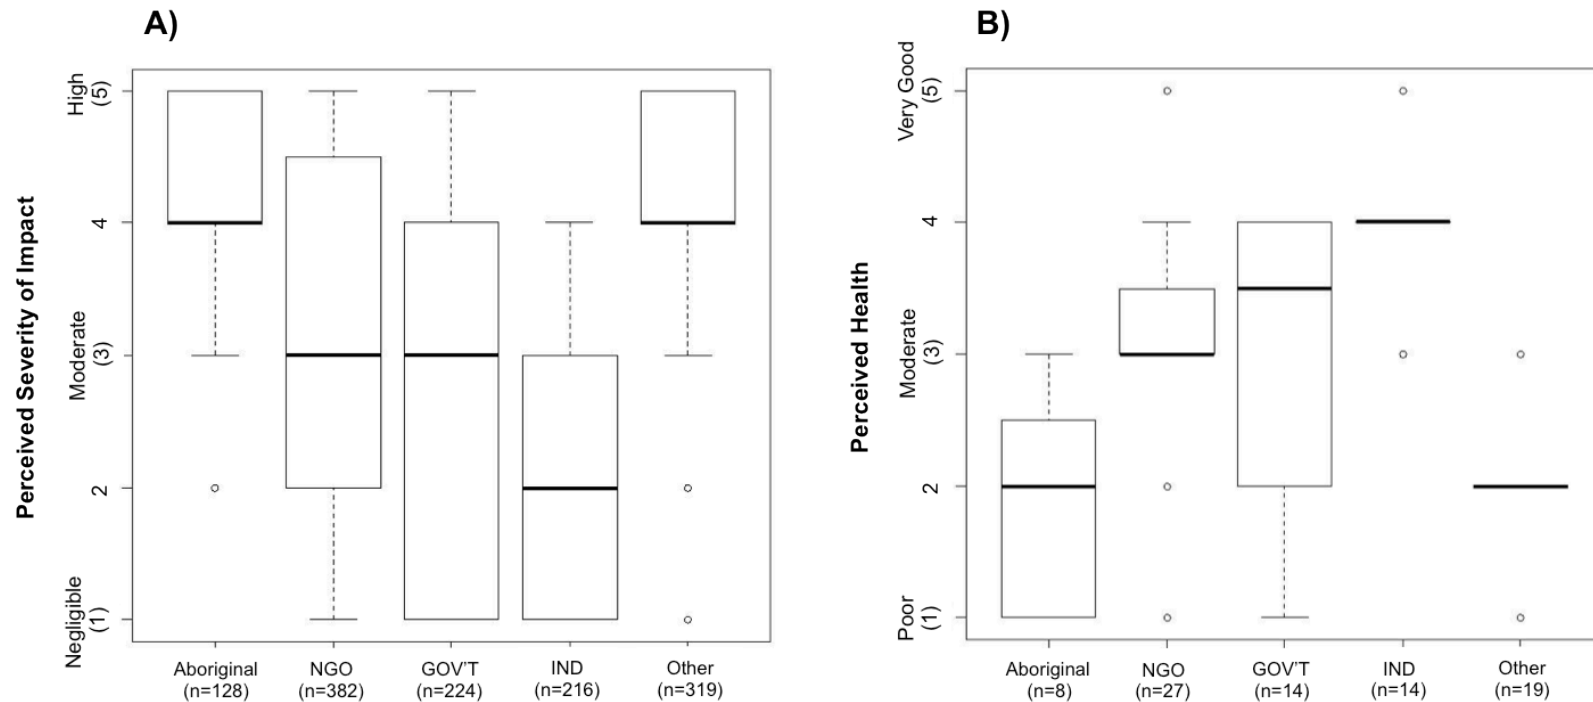 A)
Perceived Severity of Impact
High
(5)
4
Moderate
(3)
2
Negligible
(1)
Aboriginal
(n=128)
NGO
(n=382)
GOV'T
(n=224)
IND
(n=216)
Other
(n=319)
B)
Perceived Health
Very Good
(5)
4
Moderate
(3)
2
Poor
(1)
Aboriginal
(n=8)
NGO
(n=27)
GOV'T
(n=14)
IND
(n=14)
Other
(n=19)